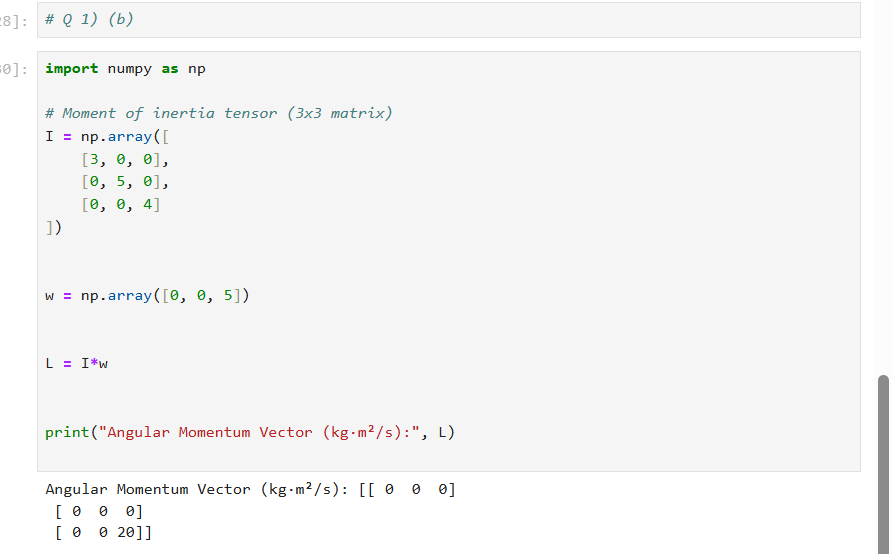 8]: # Q 1) (b)
0]: import numpy as np
# Moment of inertia tensor (3x3 matrix)
I = np.array([
[3, 0, 0],
[0, 5, 0],
[0, 0, 4]
])
w = np.array([0, 0, 5])
L = I*w
print("Angular Momentum Vector (kg·m²/s):", L)
Angular Momentum Vector (kg·m²/s): [[ 0  0  0]
[ 0  0  0]
[ 0  0 20]]